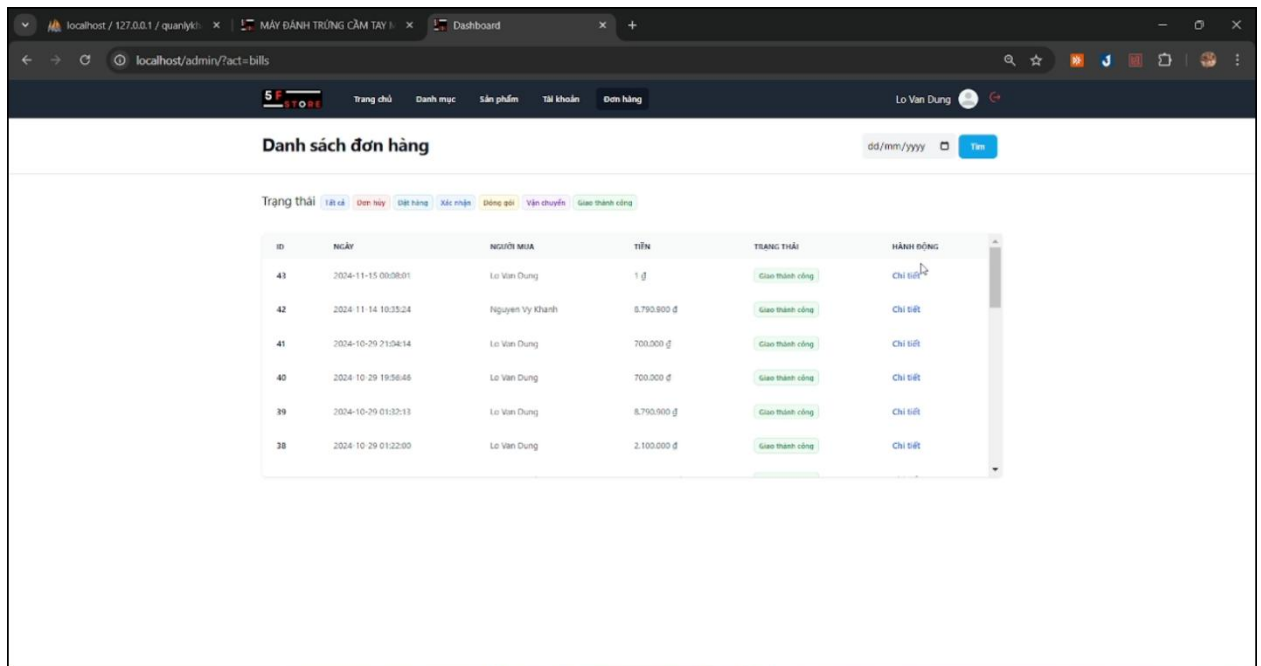 localhost / 127.0.0.1 / quanlykh
MÁY ĐÁNH TRỨNG CẦM TAY
Dashboard
localhost/admin/?act=bills
5 F STORE
Trang chủ Danh mục Sản phẩm Tài khoản Đơn hàng
Lo Van Dung
Danh sách đơn hàng
dd/mm/yyyy Tìm
Trạng thái Tất cả Đơn hủy Đặt hàng Xác nhận Đóng gói Vận chuyển Giao thành công
ID NGÀY NGƯỜI MUA TIỀN TRẠNG THÁI HÀNH ĐỘNG
43 2024-11-15 00:08:01 Lo Van Dung 1 ₫ Giao thành công Chi tiết
42 2024-11-14 10:35:24 Nguyen Vy Khanh Giao thành công Chi tiết
41 2024-10-29 21:04:14 Lo Van Dung 700.000 ₫ Giao thành công Chi tiết
40 2024-10-29 19:56:46 Lo Van Dung 700.000 ₫ Giao thành công Chi tiết
39 2024-10-29 01:32:13 Lo Van Dung Giao thành công Chi tiết
38 2024-10-29 01:22:00 Lo Van Dung 2.100.000 ₫ Giao thành công Chi tiết